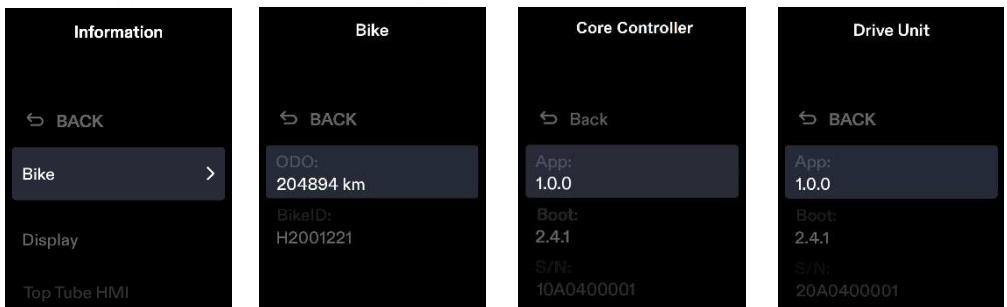 Information
BACK
Bike
Display
Top Tube HMI
Bike
BACK
ODO:
204894 km
BikeID:
H2001221
Core Controller
Back
App:
1.0.0
Boot:
2.4.1
S/N:
10A0400001
Drive Unit
BACK
App:
1.0.0
Boot:
2.4.1
S/N:
20A0400001